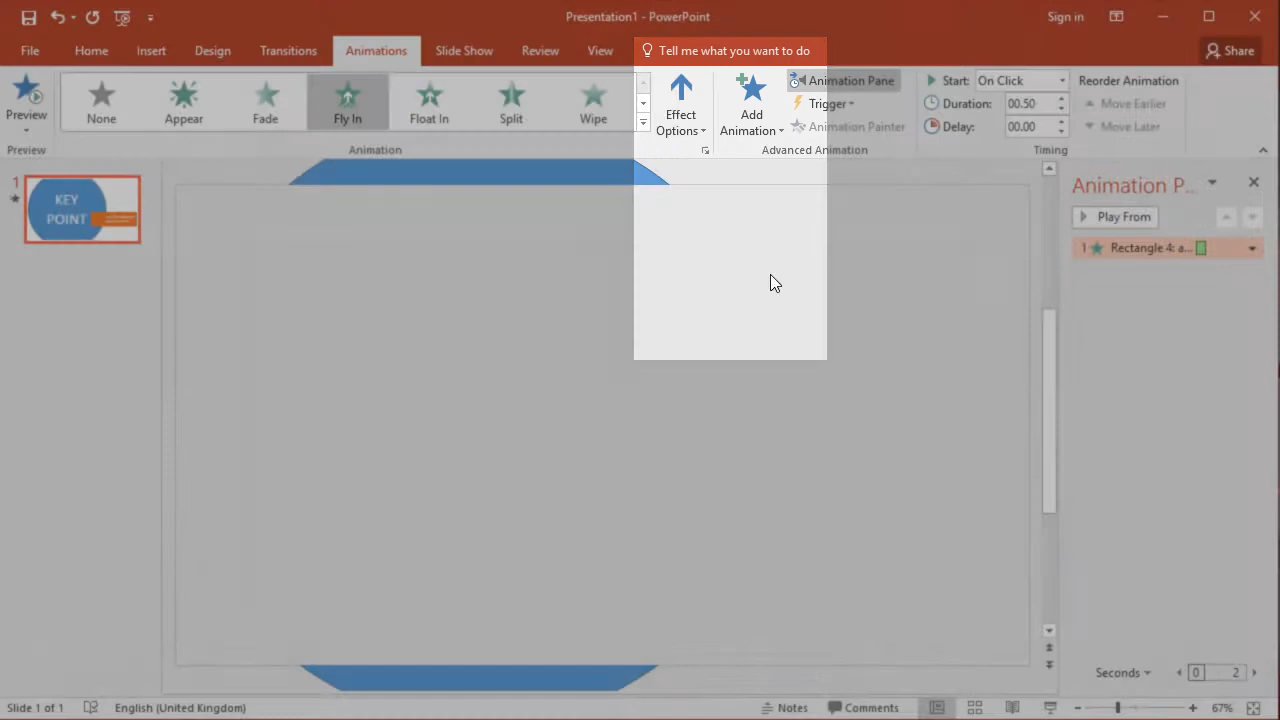 Presentation1 - PowerPoint
Sign in
File
Home
Insert
Design
Transitions
Animations
Slide Show
Review
View
Tell me what you want to do
Share
Preview
None
Appear
Fade
Fly In
Float In
Split
Wipe
Effect
Options
Add
Animation
Animation Pane
Trigger
Animation Painter
Start: On Click
Duration: 00.50
Delay: 00.00
Reorder Animation
Move Earlier
Move Later
Preview
Animation
Advanced Animation
Timing
1
KEY
POINT
Animation P...
Play From
1 Rectangle 4: a...
Seconds 0 2
Slide 1 of 1
English (United Kingdom)
Notes
Comments
67%